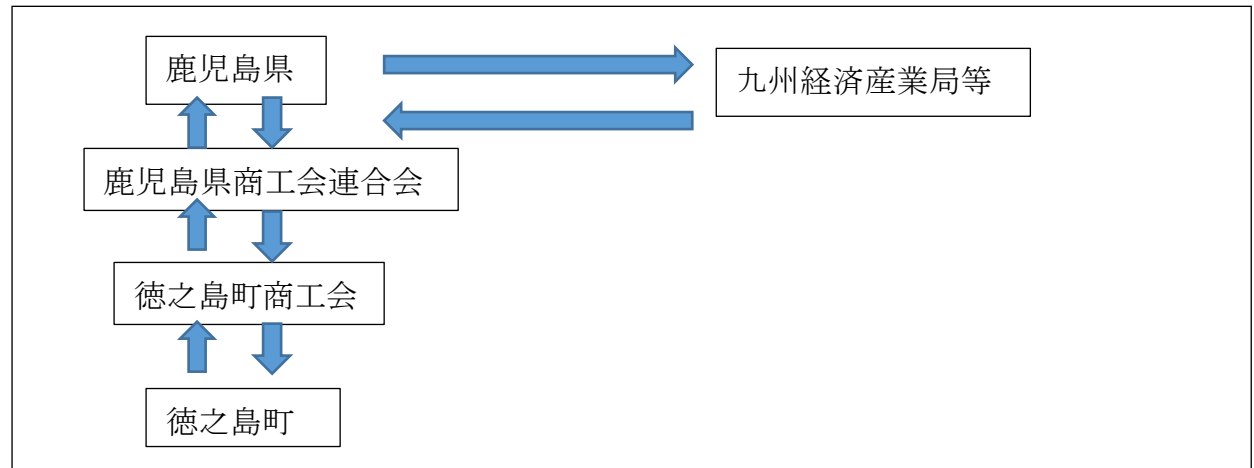 鹿児島県
九州経済産業局等
鹿児島県商工会連合会
徳之島町商工会
徳之島町